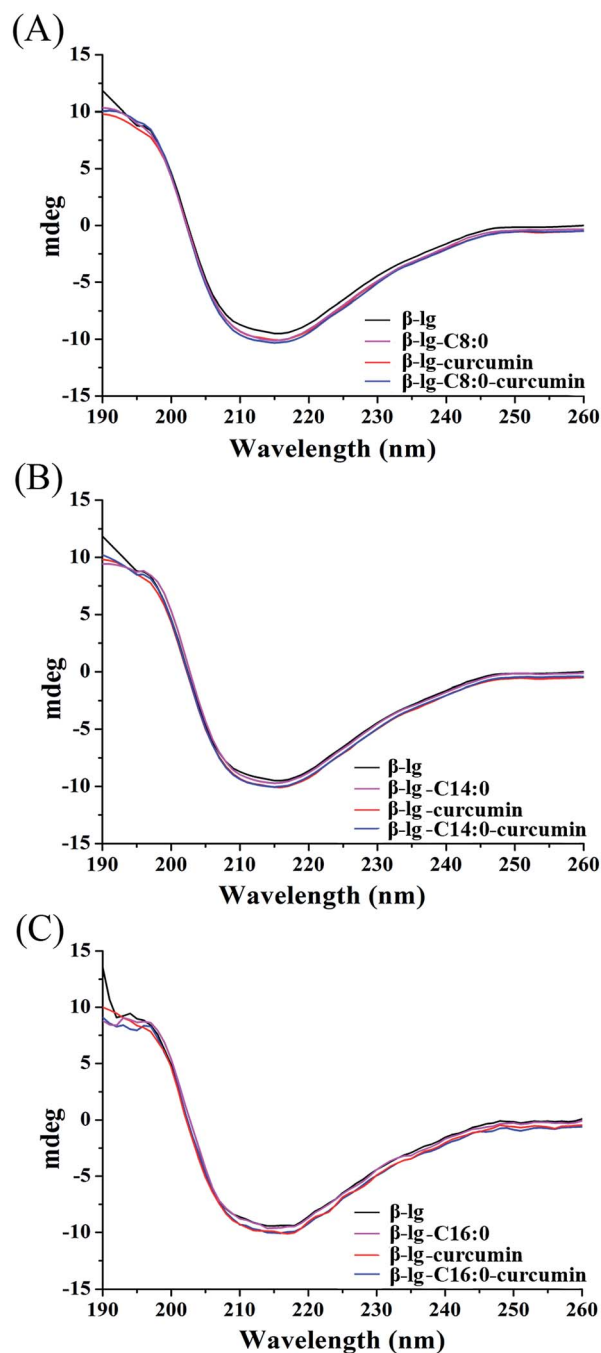 (A)
15
10
5
0
-5
-10
-15
mdeg
β-lg
β-lg-C8:0
β-lg-curcumin
β-lg-C8:0-curcumin
190 200 210 220 230 240 250 260
Wavelength (nm)
(B)
15
10
5
0
-5
-10
-15
mdeg
β-lg
β-lg-C14:0
β-lg-curcumin
β-lg-C14:0-curcumin
190 200 210 220 230 240 250 260
Wavelength (nm)
(C)
15
10
5
0
-5
-10
-15
mdeg
β-lg
β-lg-C16:0
β-lg-curcumin
β-lg-C16:0-curcumin
190 200 210 220 230 240 250 260
Wavelength (nm)